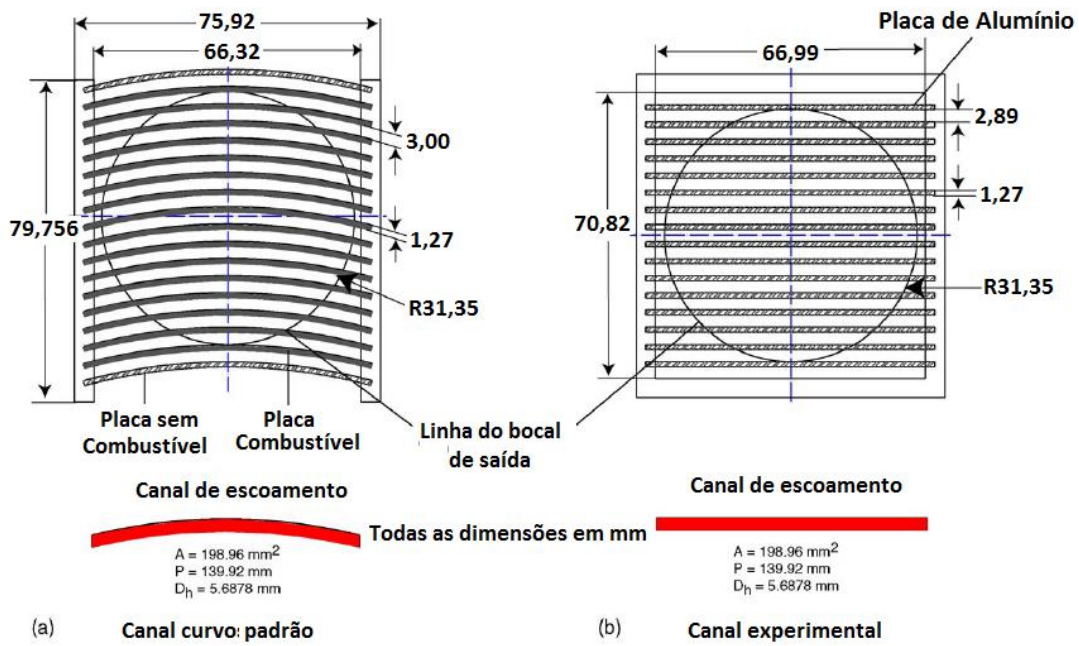 75,92
66,32
79,756
3,00
1,27
R31,35
Placa sem
Combustível
Placa
Combustível
Linha do bocal
de saída
Placa de Alumínio
66,99
2,89
1,27
70,82
R31,35
Canal de escoamento
Todas as dimensões em mm
A = 198.96 mm2
P = 139.92 mm
Dh = 5.6878 mm
(a) Canal curvo: padrão
Canal de escoamento
A = 198.96 mm2
P = 139.92 mm
Dh = 5.6878 mm
(b) Canal experimental